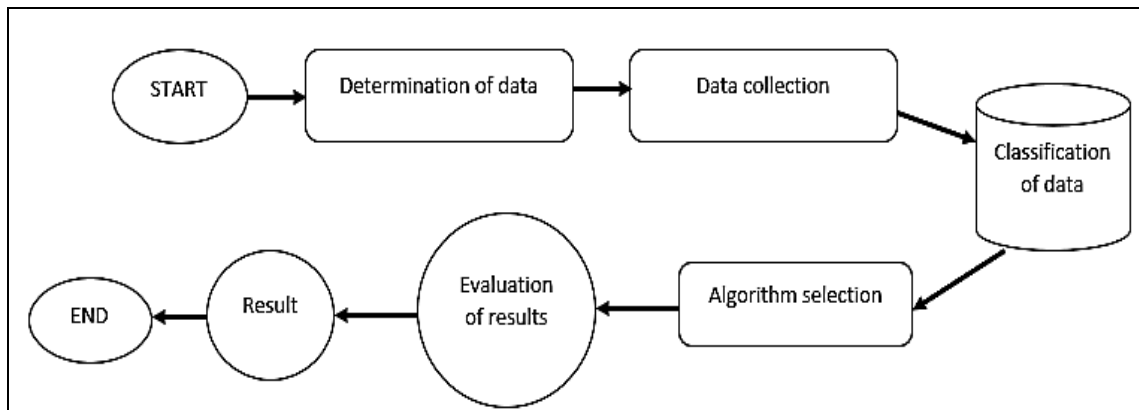 START
Determination of data
Data collection
Classification
of data
Algorithm selection
Evaluation
of results
Result
END